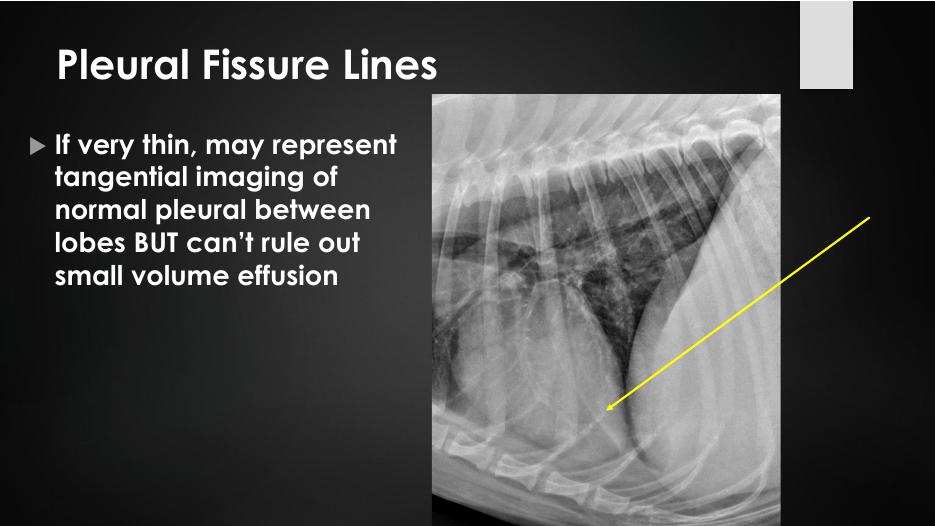 Pleural Fissure Lines
If very thin, may represent
tangential imaging of
normal pleural between
lobes BUT can’t rule out
small volume effusion